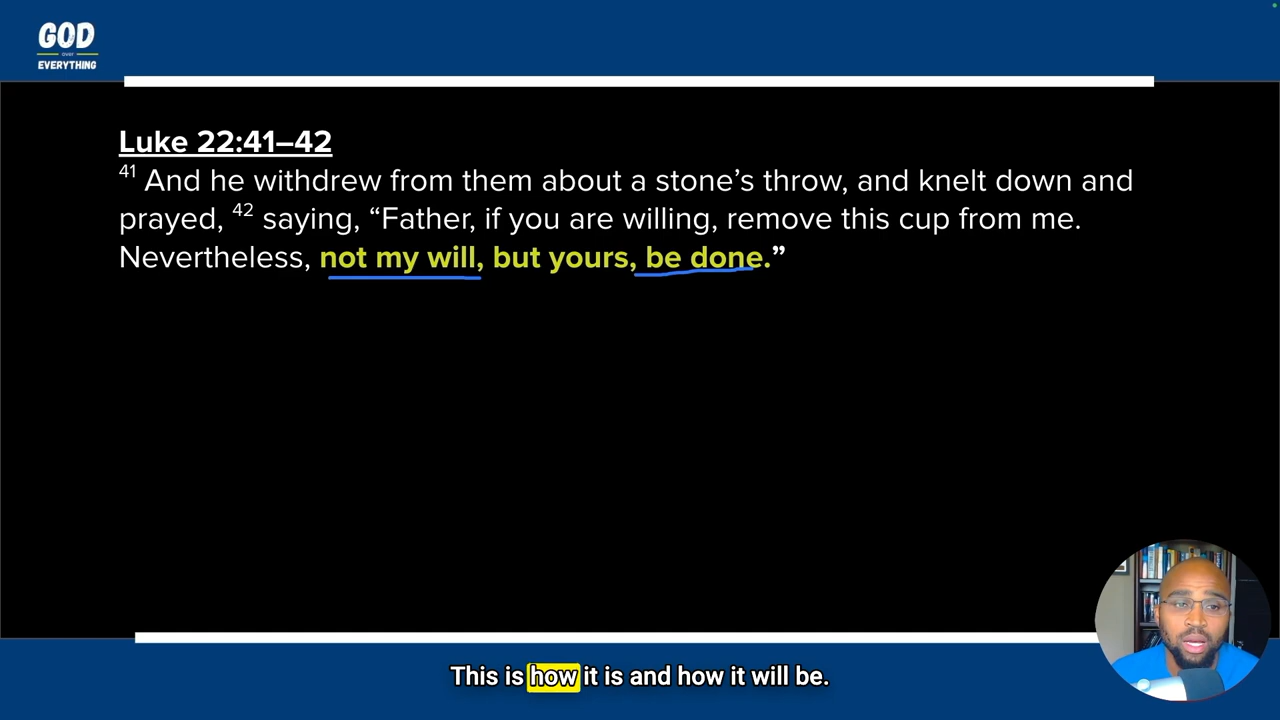 GOD
OVER
EVERYTHING
Luke 22:41–42
41 And he withdrew from them about a stone’s throw, and knelt down and
prayed, 42 saying, “Father, if you are willing, remove this cup from me.
Nevertheless, not my will, but yours, be done.”
This is how it is and how it will be.